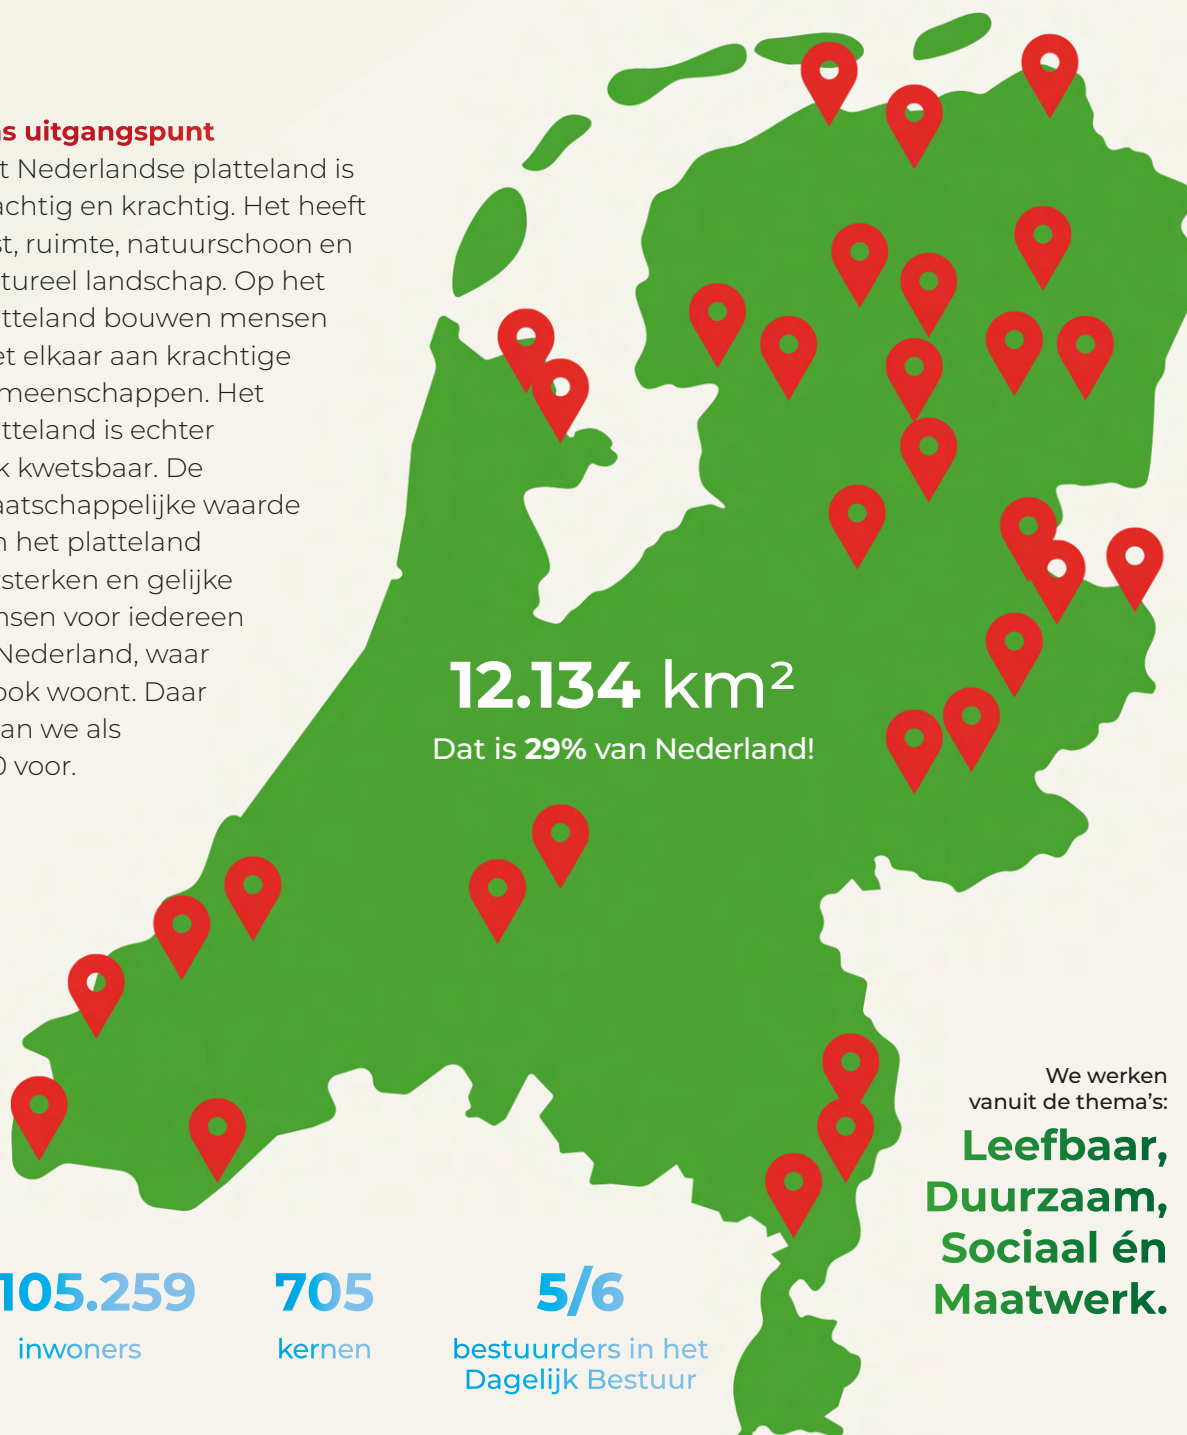 s uitgangspunt
t Nederlandse platteland is
achtig en krachtig. Het heeft
st, ruimte, natuurschoon en
tureel landschap. Op het
tteland bouwen mensen
et elkaar aan krachtige
meenschappen. Het
tteland is echter
k kwetsbaar. De
aatschappelijke waarde
n het platteland
rsterken en gelijke
nsen voor iedereen
Nederland, waar
ook woont. Daar
an we als
0 voor.
12.134 km²
Dat is 29% van Nederland!
We werken
vanuit de thema's:
Leefbaar,
Duurzaam,
Sociaal én
Maatwerk.
105.259
inwoners
705
kernen
5/6
bestuurders in het
Dagelijk Bestuur